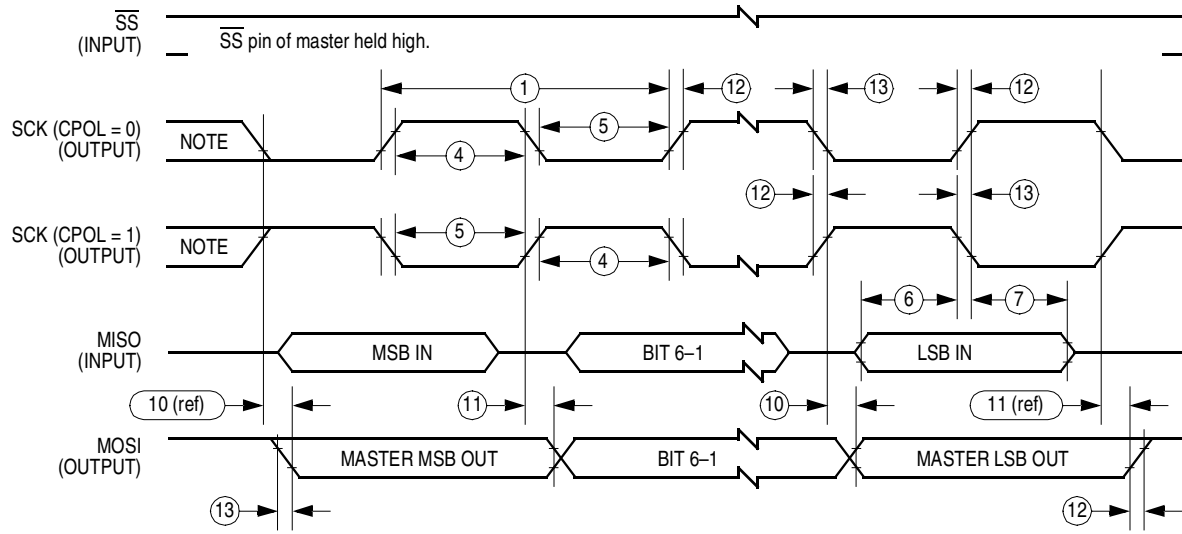 SS
(INPUT)
SS pin of master held high.
1
12
13
12
SCK (CPOL = 0)
(OUTPUT)
NOTE
5
4
12
13
SCK (CPOL = 1)
(OUTPUT)
NOTE
5
4
6
7
MISO
(INPUT)
MSB IN
BIT 6–1
LSB IN
10 (ref)
11
10
11 (ref)
MOSI
(OUTPUT)
MASTER MSB OUT
BIT 6–1
MASTER LSB OUT
13
12